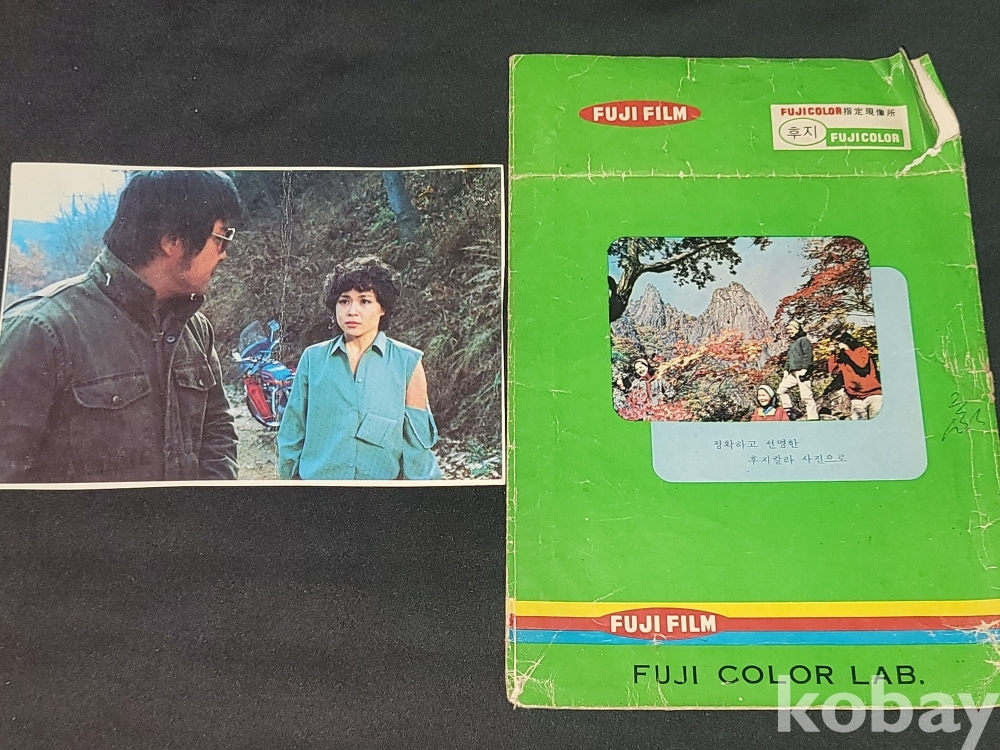 FUJI FILM
FUJICOLOR 指定現像所
후지 FUJICOLOR
정확하고 선명한
후지칼라 사진으로
FUJI FILM
FUJI COLOR LAB.
kobay